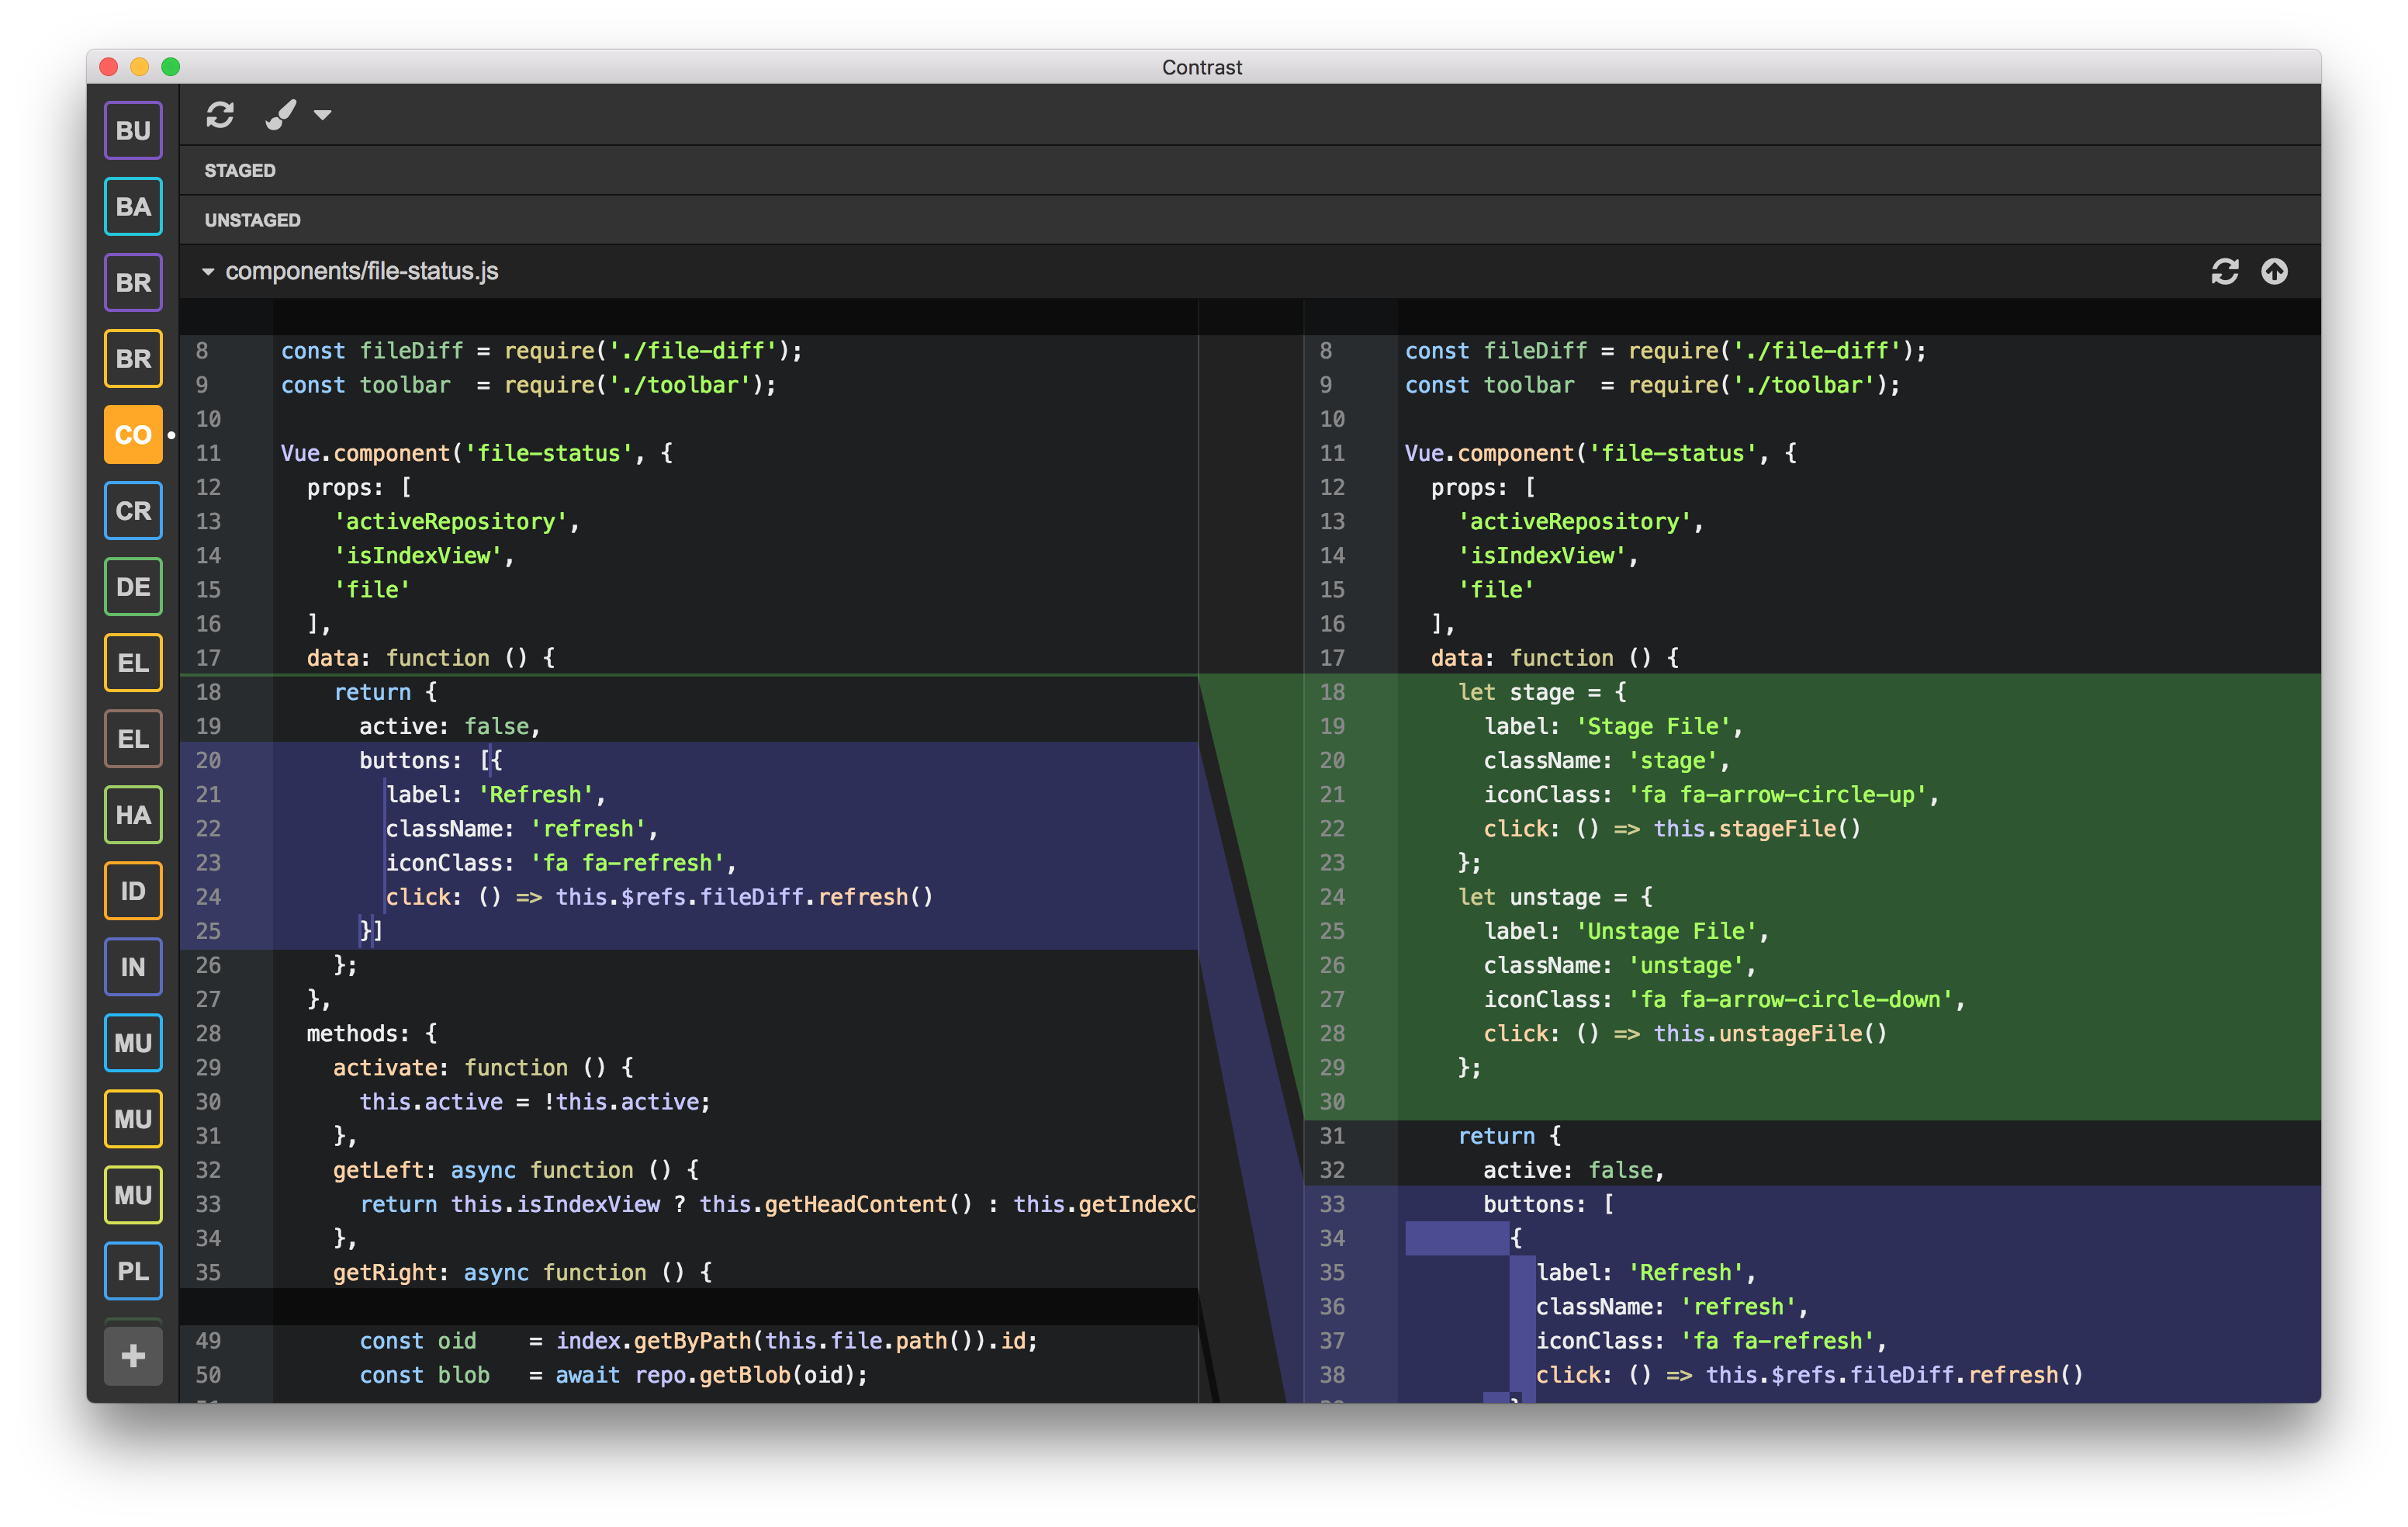 Contrast
BU
BA
BR
BR
CO
CR
DE
EL
EL
HA
ID
IN
MU
MU
MU
PL
+
STAGED
UNSTAGED
components/file-status.js
8 const fileDiff = require('./file-diff');
9 const toolbar  = require('./toolbar');
10
11 Vue.component('file-status', {
12   props: [
13     'activeRepository',
14     'isIndexView',
15     'file'
16   ],
17   data: function () {
18     return {
19       active: false,
20       buttons: [{
21         label: 'Refresh',
22         className: 'refresh',
23         iconClass: 'fa fa-refresh',
24         click: () => this.$refs.fileDiff.refresh()
25       }]
26     };
27   },
28   methods: {
29     activate: function () {
30       this.active = !this.active;
31     },
32     getLeft: async function () {
33       return this.isIndexView ? this.getHeadContent() : this.getIndexC
34     },
35     getRight: async function () {
49       const oid    = index.getByPath(this.file.path()).id;
50       const blob   = await repo.getBlob(oid);
8 const fileDiff = require('./file-diff');
9 const toolbar  = require('./toolbar');
10
11 Vue.component('file-status', {
12   props: [
13     'activeRepository',
14     'isIndexView',
15     'file'
16   ],
17   data: function () {
18     let stage = {
19       label: 'Stage File',
20       className: 'stage',
21       iconClass: 'fa fa-arrow-circle-up',
22       click: () => this.stageFile()
23     };
24     let unstage = {
25       label: 'Unstage File',
26       className: 'unstage',
27       iconClass: 'fa fa-arrow-circle-down',
28       click: () => this.unstageFile()
29     };
30
31     return {
32       active: false,
33       buttons: [
34         {
35           label: 'Refresh',
36           className: 'refresh',
37           iconClass: 'fa fa-refresh',
38           click: () => this.$refs.fileDiff.refresh()